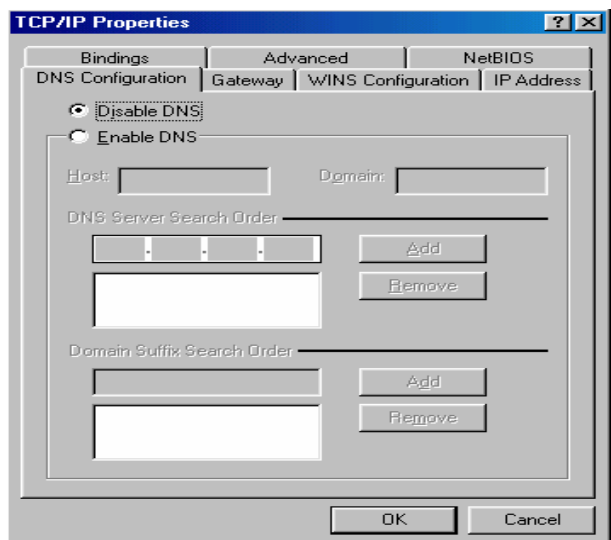 TCP/IP Properties ? X
Bindings Advanced NetBIOS
DNS Configuration Gateway WINS Configuration IP Address
Disable DNS
Enable DNS
Host: Domain:
DNS Server Search Order
. . . Add
Remove
Domain Suffix Search Order
Add
Remove
OK Cancel